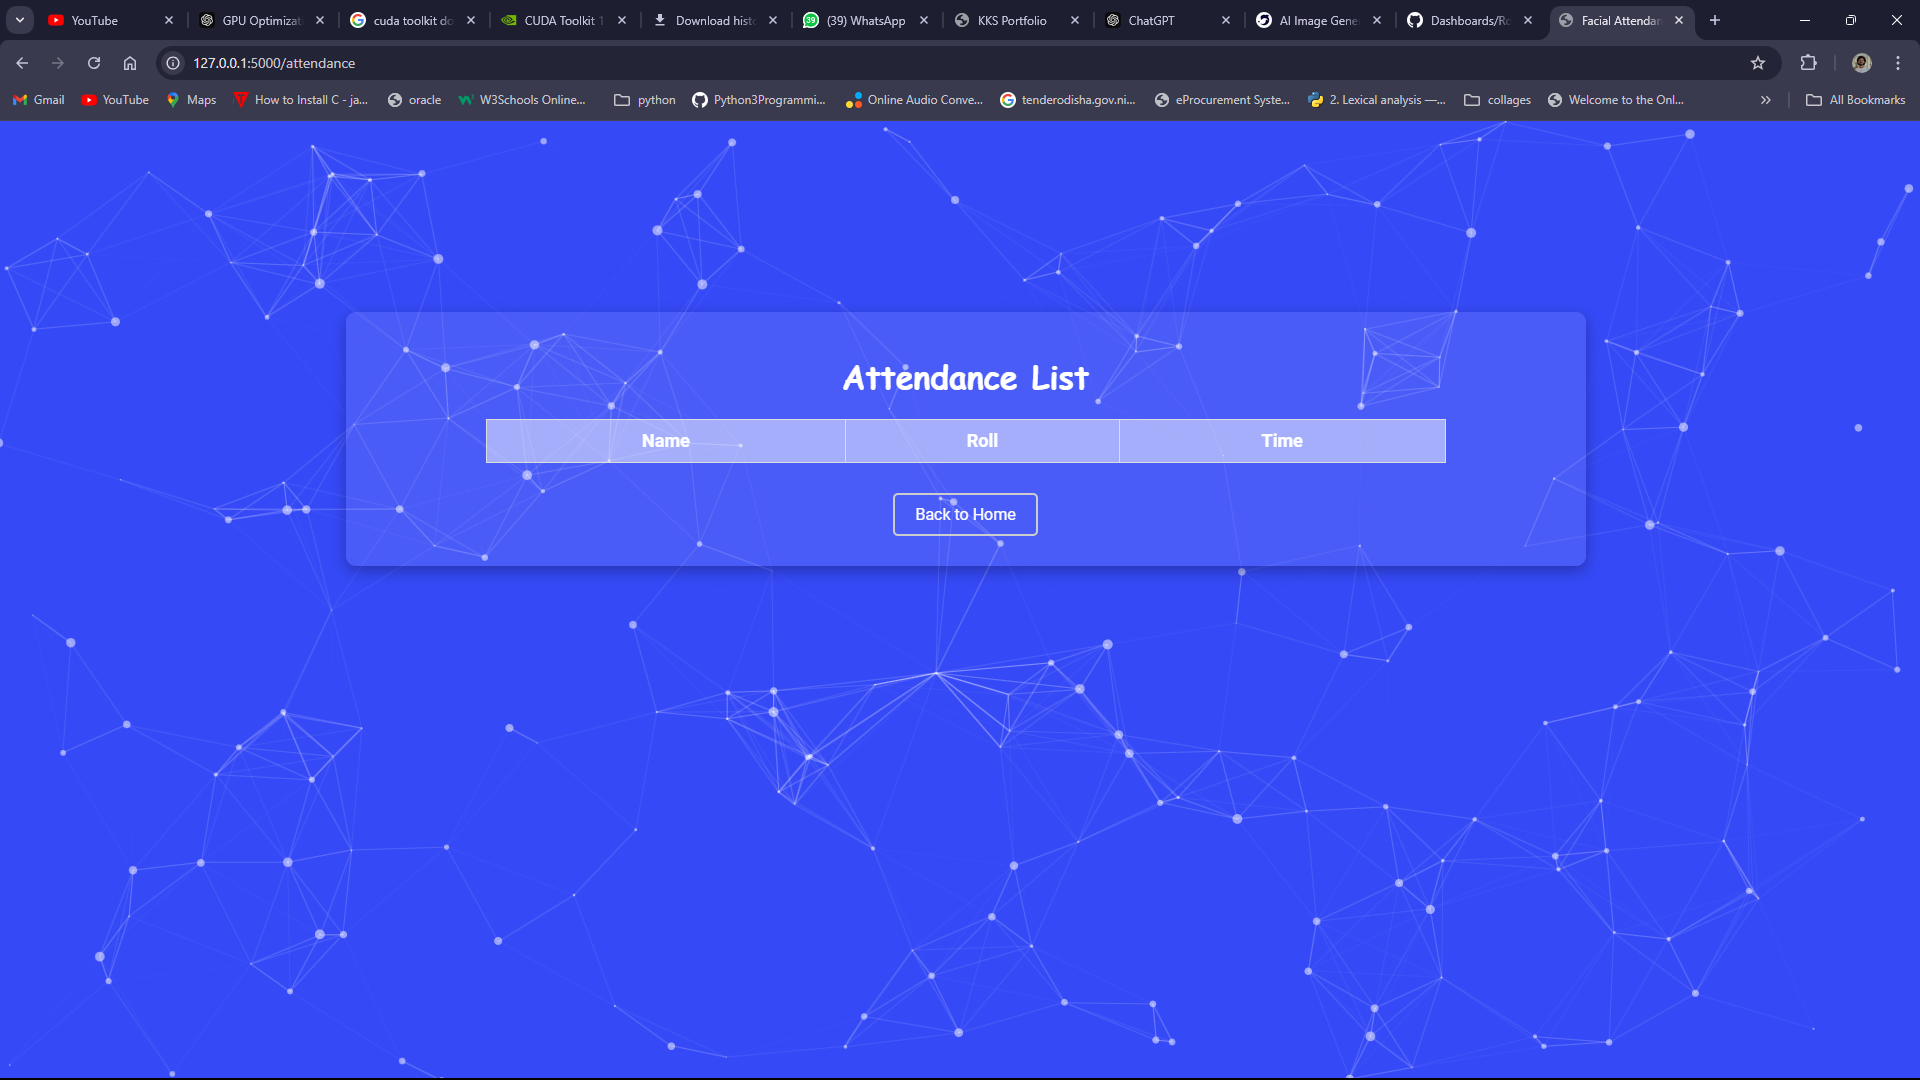 YouTube
GPU Optimizat
cuda toolkit do
CUDA Toolkit 1
Download histo
(39) WhatsApp
KKS Portfolio
ChatGPT
AI Image Gene
Dashboards/Ro
Facial Attendan
127.0.0.1:5000/attendance
Gmail
YouTube
Maps
How to Install C - ja...
oracle
W3Schools Online...
python
Python3Programmi...
Online Audio Conve...
tenderodisha.gov.ni...
eProcurement Syste...
2. Lexical analysis —...
collages
Welcome to the Onl...
All Bookmarks
Attendance List
Name Roll Time
Back to Home